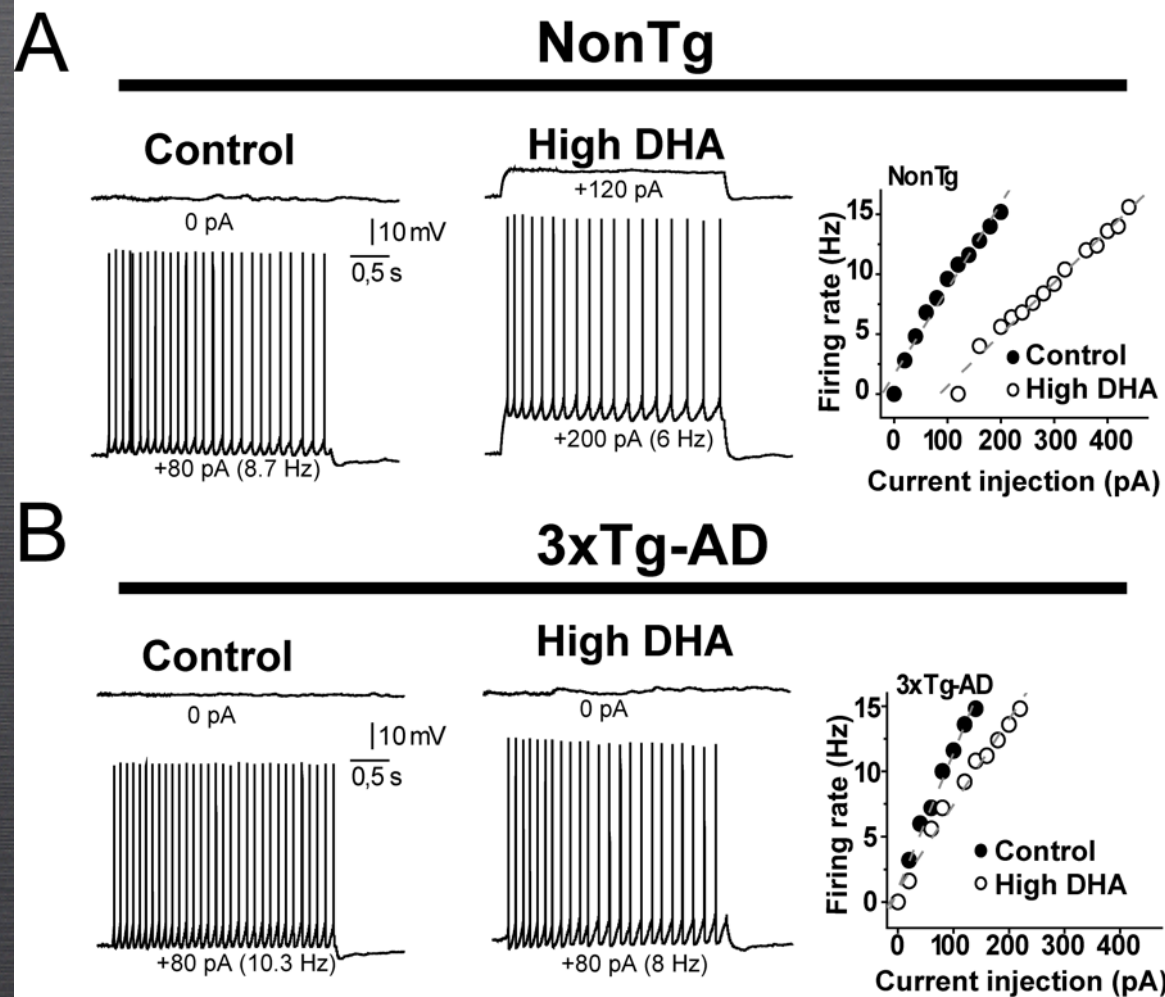 A
NonTg
Control
High DHA
0 pA
10 mV
0,5 s
+80 pA (8.7 Hz)
+120 pA
+200 pA (6 Hz)
NonTg
Firing rate (Hz)
15
10
5
0
Control
High DHA
0 100 200 300 400
Current injection (pA)
B
3xTg-AD
Control
High DHA
0 pA
10 mV
0,5 s
+80 pA (10.3 Hz)
0 pA
+80 pA (8 Hz)
3xTg-AD
Firing rate (Hz)
15
10
5
0
Control
High DHA
0 100 200 300 400
Current injection (pA)